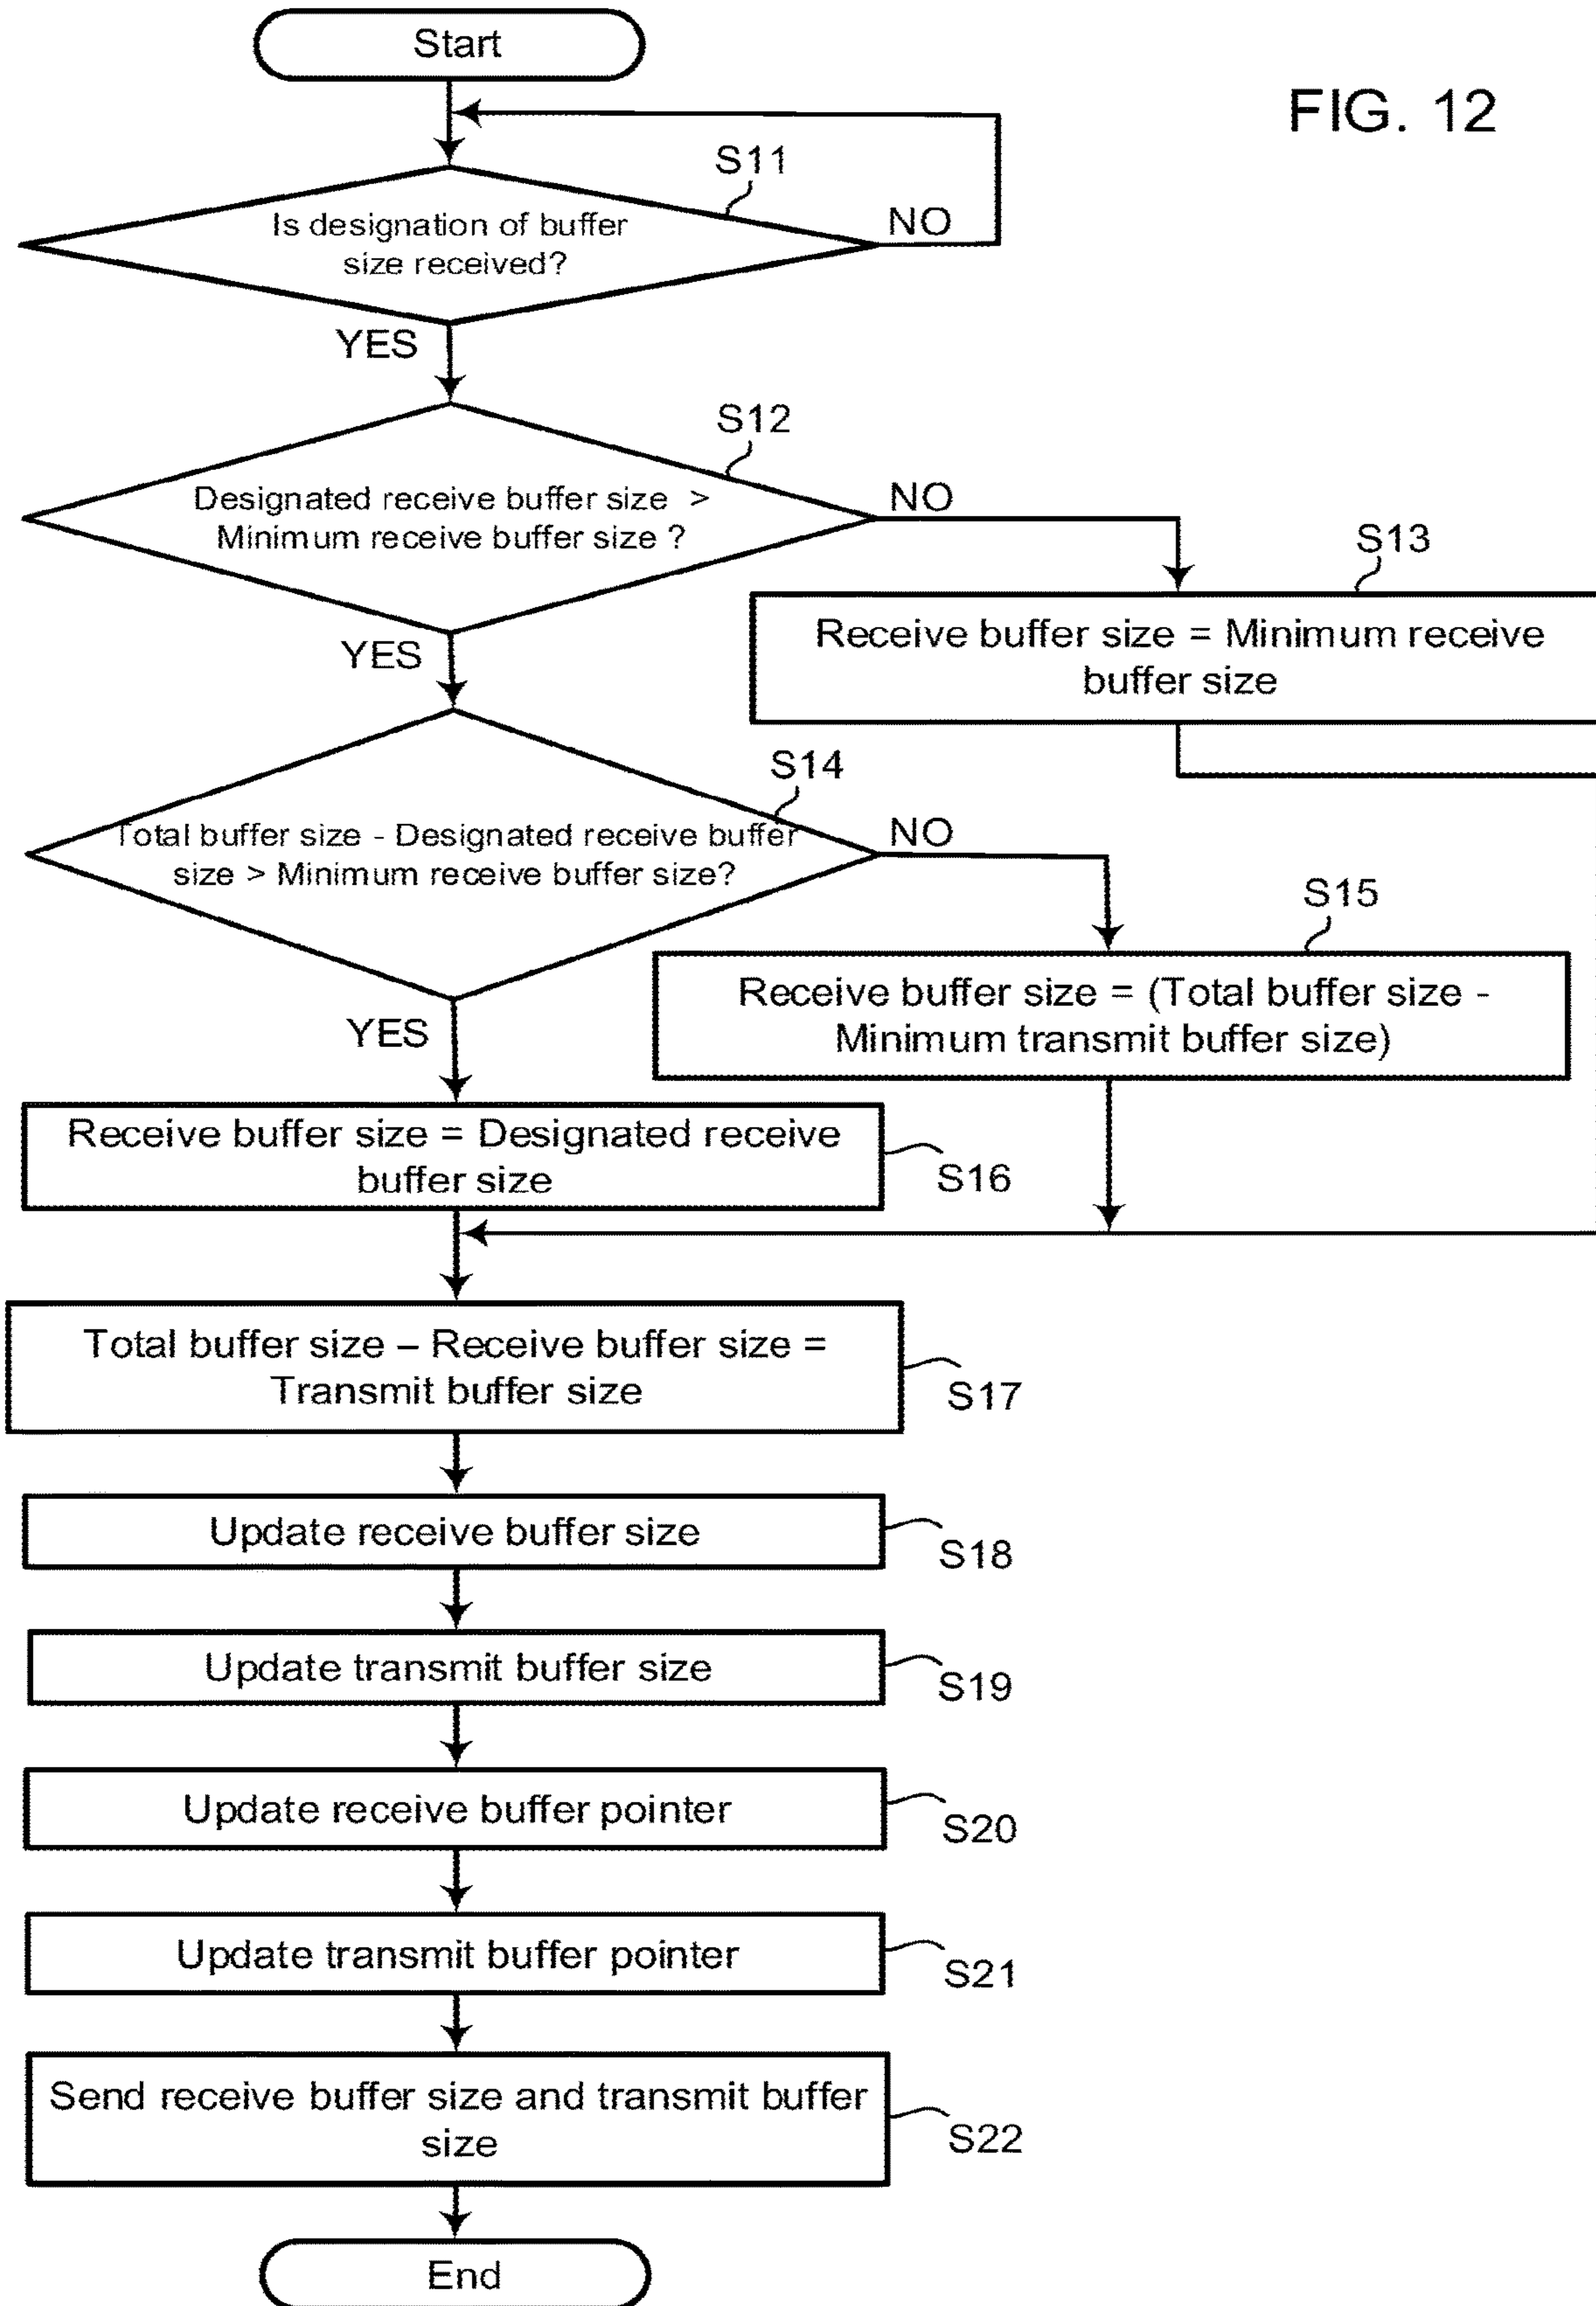 Start
FIG. 12
S11
Is designation of buffer
size received?
NO
YES
S12
Designated receive buffer size >
Minimum receive buffer size ?
NO
YES
S13
Receive buffer size = Minimum receive
buffer size
S14
Total buffer size - Designated receive buffer
size > Minimum receive buffer size?
NO
YES
S15
Receive buffer size = (Total buffer size -
Minimum transmit buffer size)
Receive buffer size = Designated receive
buffer size
S16
Total buffer size – Receive buffer size =
Transmit buffer size
S17
Update receive buffer size
S18
Update transmit buffer size
S19
Update receive buffer pointer
S20
Update transmit buffer pointer
S21
Send receive buffer size and transmit buffer
size
S22
End